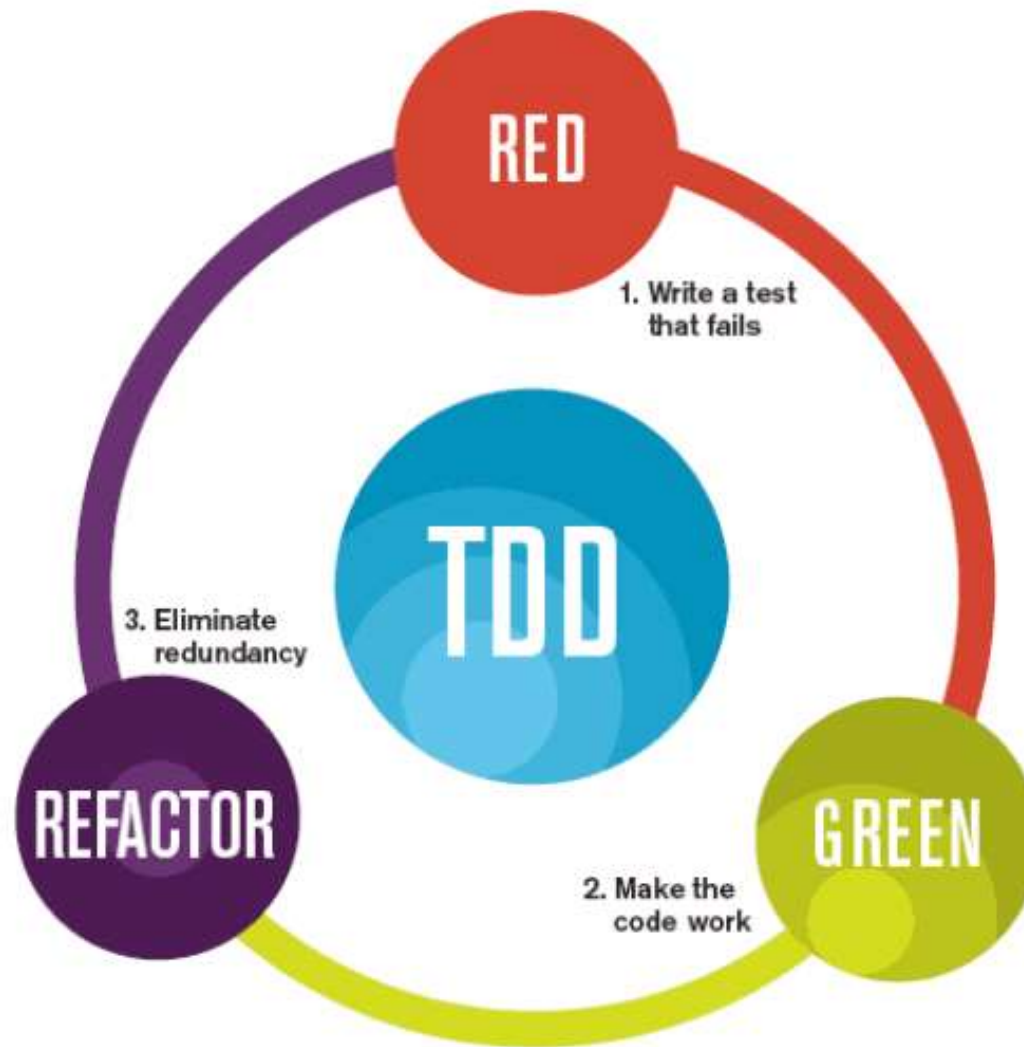 RED
1. Write a test
that fails
TDD
3. Eliminate
redundancy
REFACTOR
GREEN
2. Make the
code work